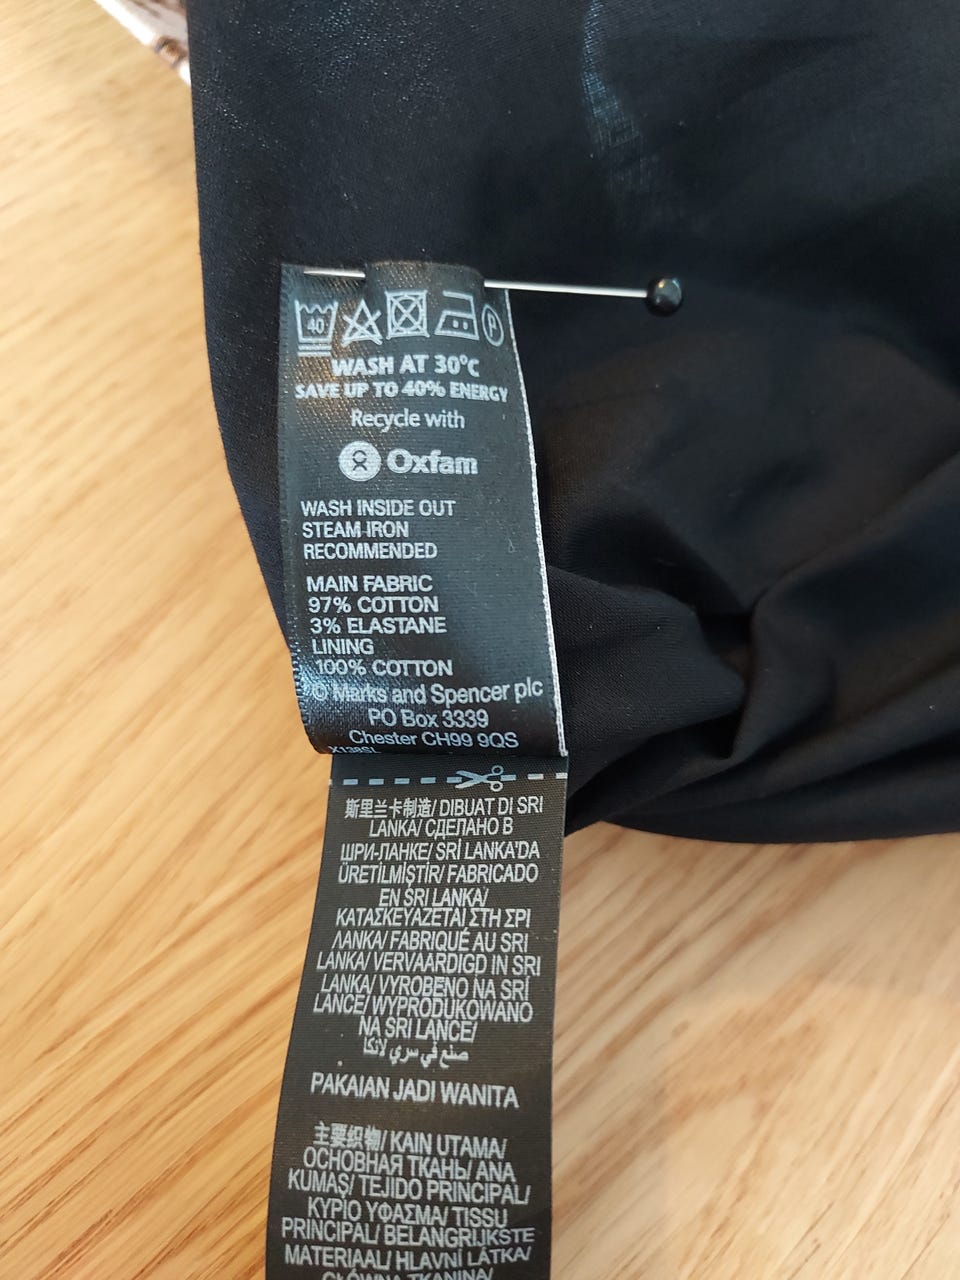 40
P
WASH AT 30°C
SAVE UP TO 40% ENERGY
Recycle with
Oxfam
WASH INSIDE OUT
STEAM IRON
RECOMMENDED
MAIN FABRIC
97% COTTON
3% ELASTANE
LINING
100% COTTON
© Marks and Spencer plc
PO Box 3339
Chester CH99 9QS
斯里兰卡制造/ DIBUAT DI SRI
LANKA/ СДЕЛАНО В
ШРИ-ЛАНКЕ/ SRİ LANKA'DA
ÜRETİLMİŞTİR/ FABRICADO
EN SRI LANKA/
ΚΑΤΑΣΚΕΥΑΖΕΤΑΙ ΣΤΗ ΣΡΙ
ΛΑΝΚΑ/ FABRIQUÉ AU SRI
LANKA/ VERVAARDIGD IN SRI
LANKA/ VYROBENO NA SRÍ
LANCE/ WYPRODUKOWANO
NA SRI LANCE/
صنع في سري لانكا
PAKAIAN JADI WANITA
主要织物/ KAIN UTAMA/
ОСНОВНАЯ ТКАНЬ/ ANA
KUMAŞ/ TEJIDO PRINCIPAL/
ΚΥΡΙΟ ΥΦΑΣΜΑ/ TISSU
PRINCIPAL/ BELANGRIJKSTE
MATERIAAL/ HLAVNÍ LÁTKA/
GŁÓWNA TKANINA/